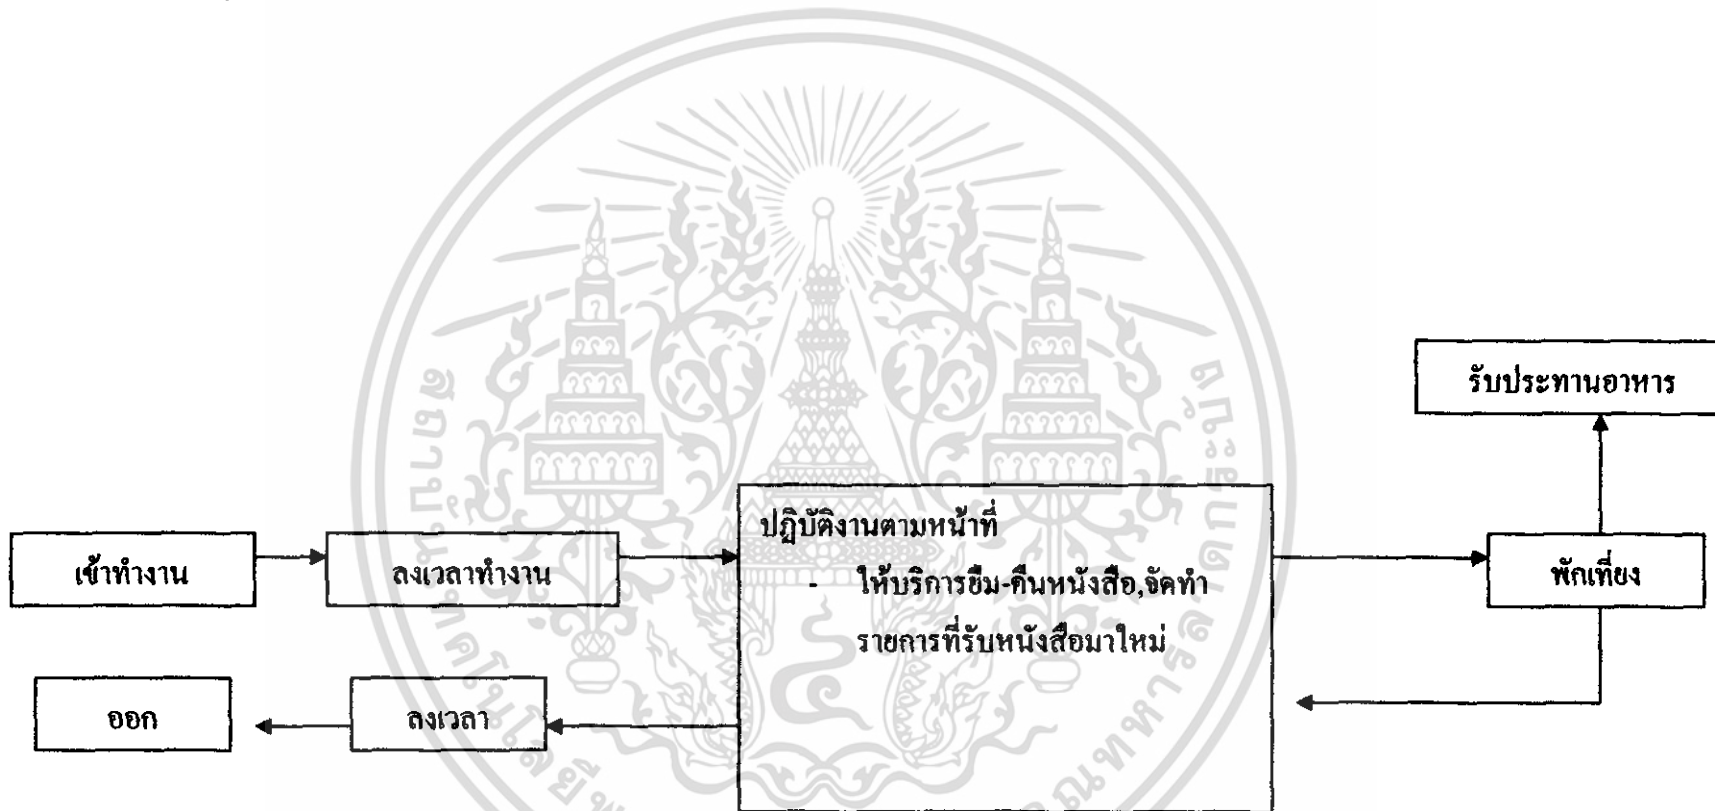 รับประทานอาหาร
เข้าทำงาน
ลงเวลาทำงาน
ปฏิบัติงานตามหน้าที่
- ให้บริการยืม-คืนหนังสือ,จัดทำ
รายการที่รับหนังสือมาใหม่
พักเที่ยง
ออก
ลงเวลา